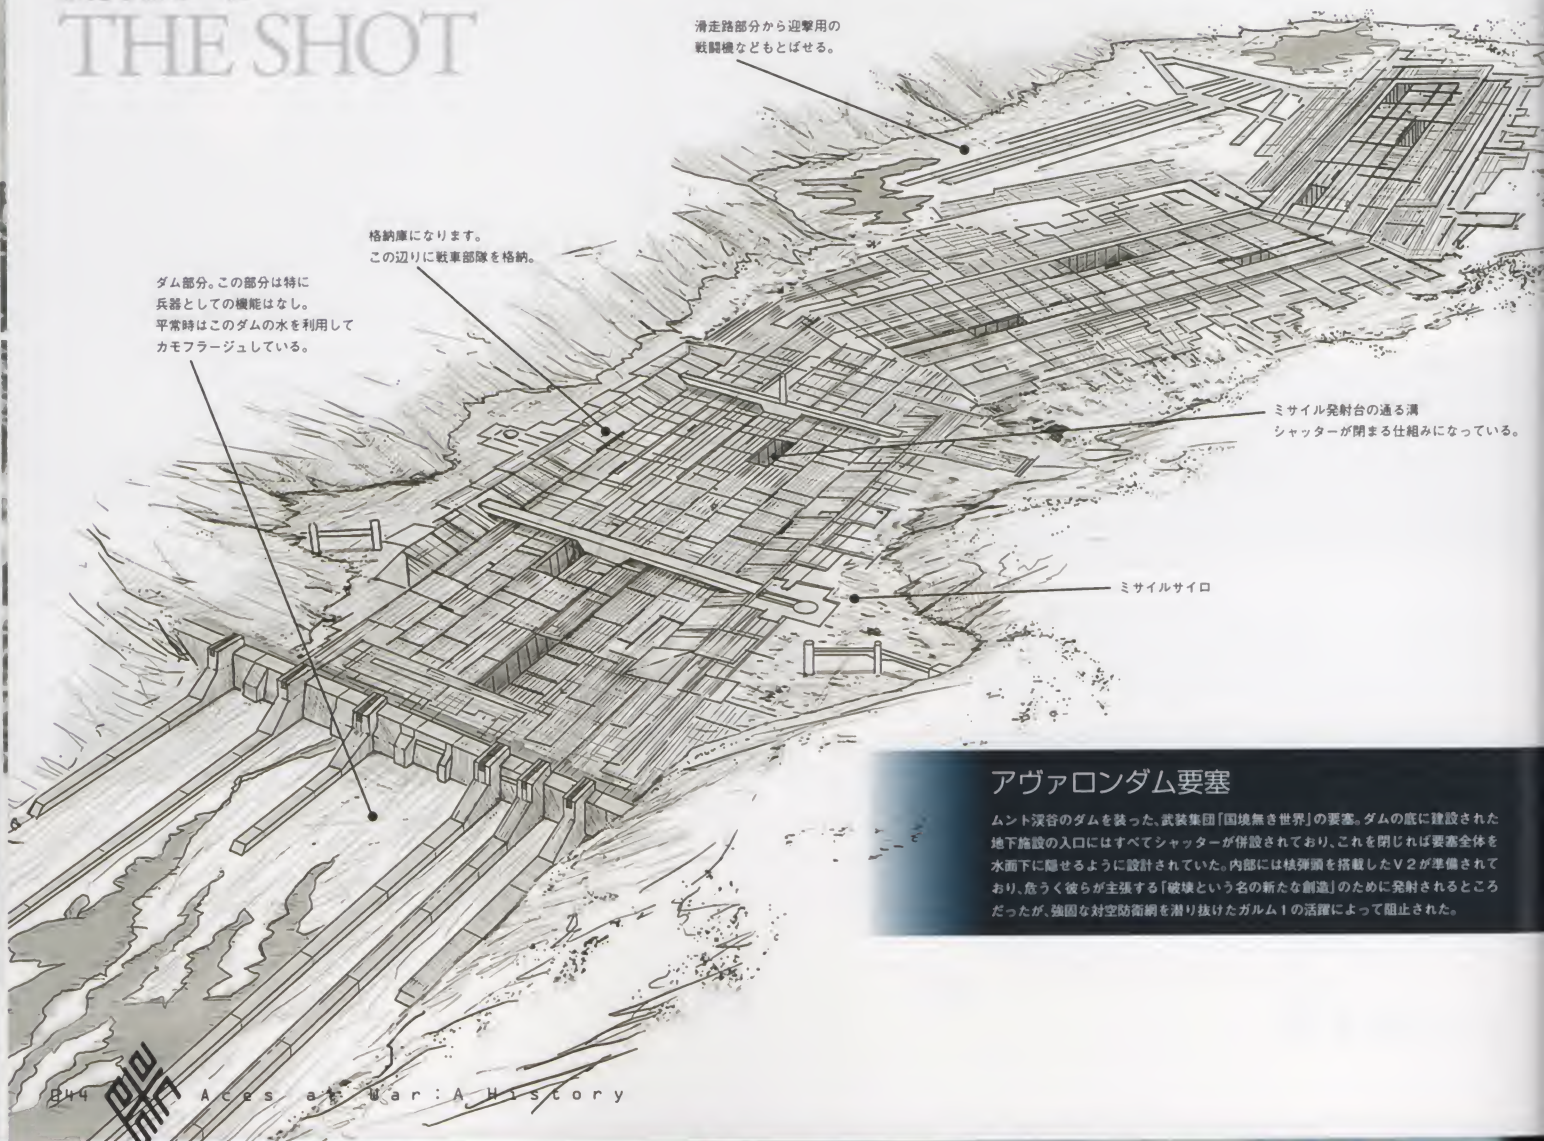 THE SHOT
滑走路部分から迎撃用の
戦闘機などもとばせる。
格納庫になります。
この辺りに戦車部隊を格納。
ダム部分。この部分は特に
兵器としての機能はなし。
平常時はこのダムの水を利用して
カモフラージュしている。
ミサイル発射台の通る溝
シャッターが閉まる仕組みになっている。
ミサイルサイロ
アヴァロンダム要塞
ムント渓谷のダムを装った、武装集団「国境無き世界」の要塞。ダムの底に建設された
地下施設の入口にはすべてシャッターが併設されており、これを閉じれば要塞全体を
水面下に隠せるように設計されていた。内部には核弾頭を搭載したV2が準備されて
おり、危うく彼らが主張する「破壊という名の新たな創造」のために発射されるところ
だったが、強固な対空防衛網を潜り抜けたガルム1の活躍によって阻止された。
044 Aces at War:A History